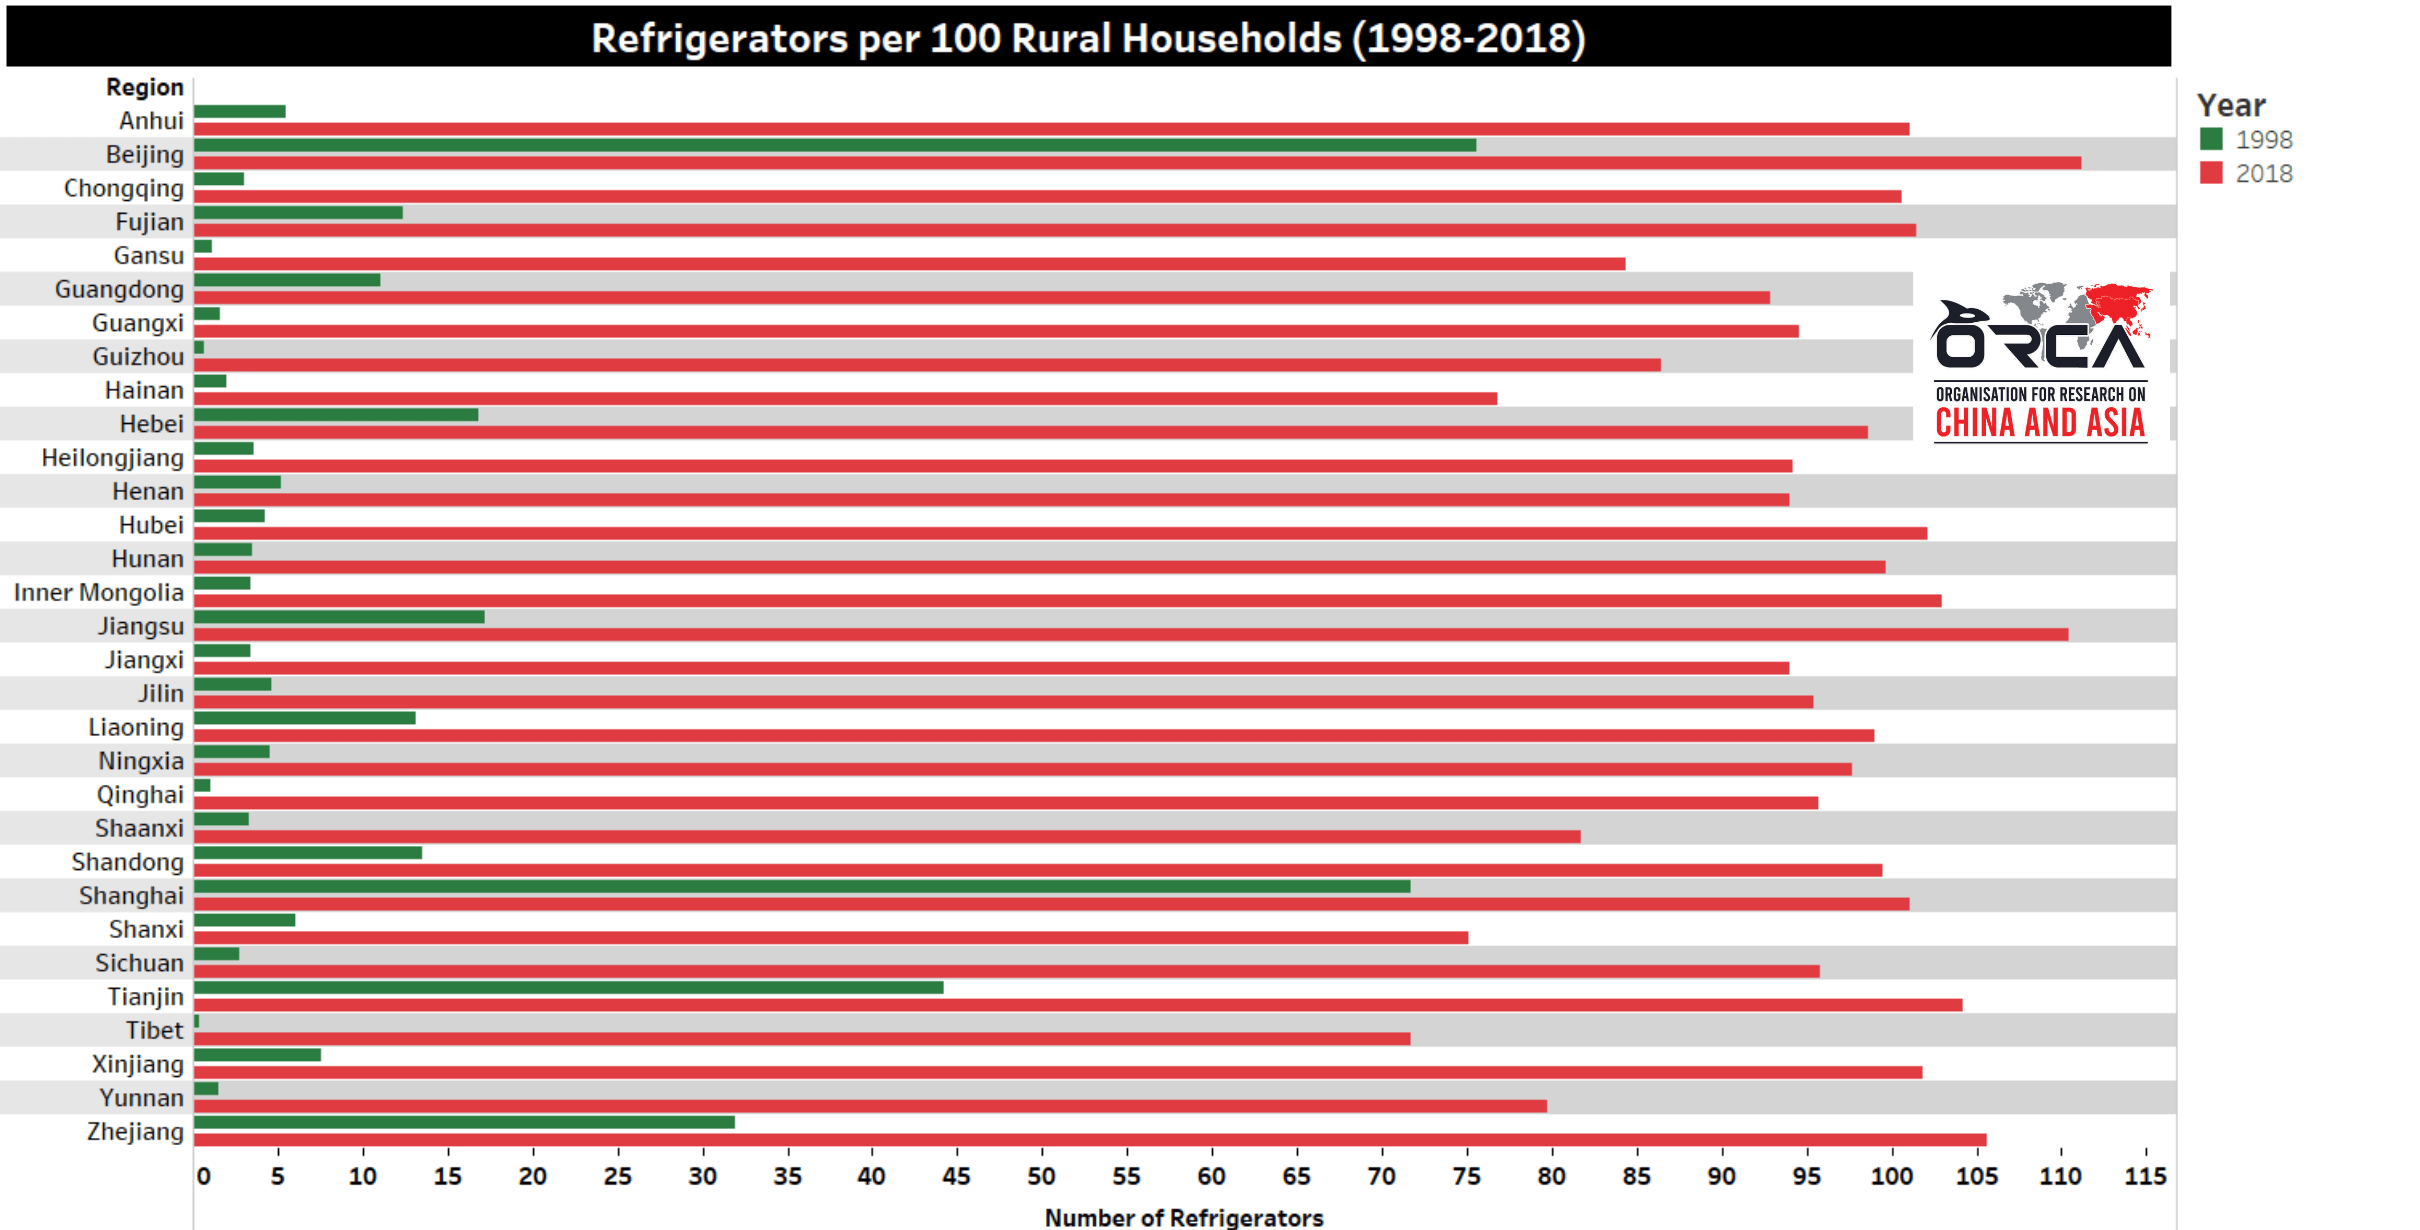 Refrigerators per 100 Rural Households (1998-2018)
Region
Anhui
Beijing
Chongqing
Fujian
Gansu
Guangdong
Guangxi
Guizhou
Hainan
Hebei
Heilongjiang
Henan
Hubei
Hunan
Inner Mongolia
Jiangsu
Jiangxi
Jilin
Liaoning
Ningxia
Qinghai
Shaanxi
Shandong
Shanghai
Shanxi
Sichuan
Tianjin
Tibet
Xinjiang
Yunnan
Zhejiang
0 5 10 15 20 25 30 35 40 45 50 55 60 65 70 75 80 85 90 95 100 105 110 115
Number of Refrigerators
Year
1998
2018
ORCA
ORGANISATION FOR RESEARCH ON
CHINA AND ASIA